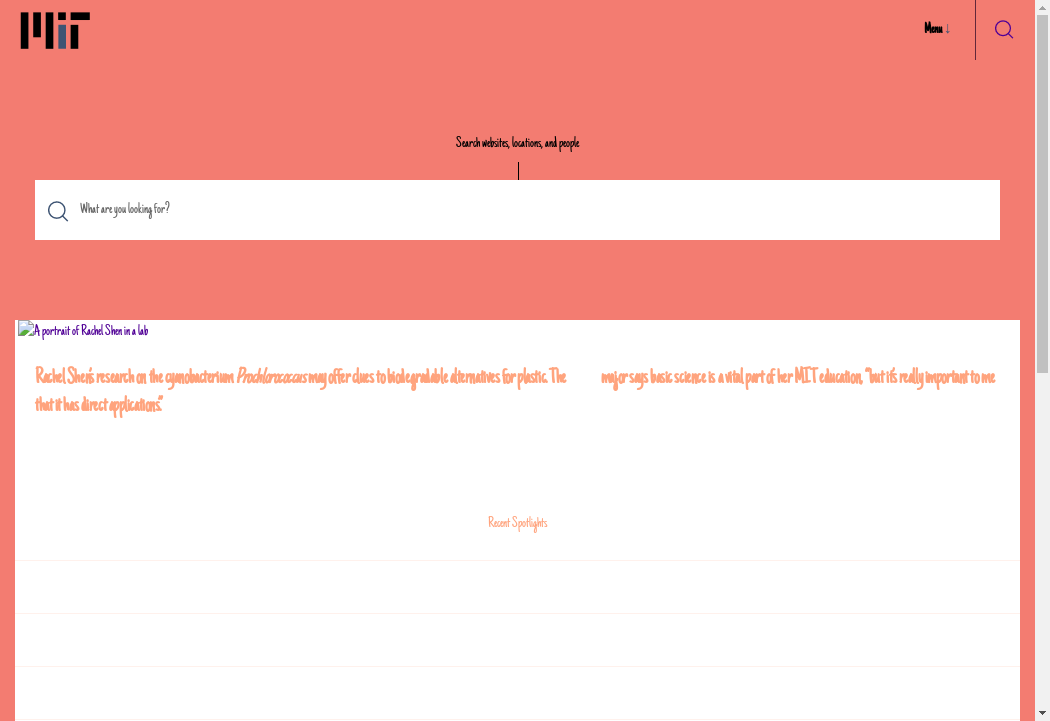 MIT
Menu ↓
Search websites, locations, and people
What are you looking for?
A portrait of Rachel Shen in a lab
Rachel Shen's research on the cyanobacterium Prochlorococcus may offer clues to biodegradable alternatives for plastic. The major says basic science is a vital part of her MIT education, “but it's really important to me
that it has direct applications.”
Recent Spotlights